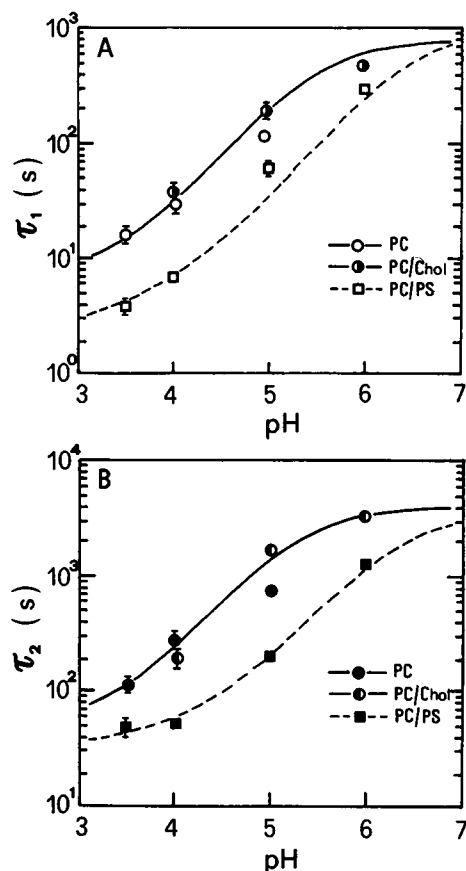 A
10³
10²
10¹
10⁰
τ₁ (s)
PC
PC/Chol
PC/PS
3 4 5 6 7
pH
B
10⁴
10³
10²
10¹
τ₂ (s)
PC
PC/Chol
PC/PS
3 4 5 6 7
pH